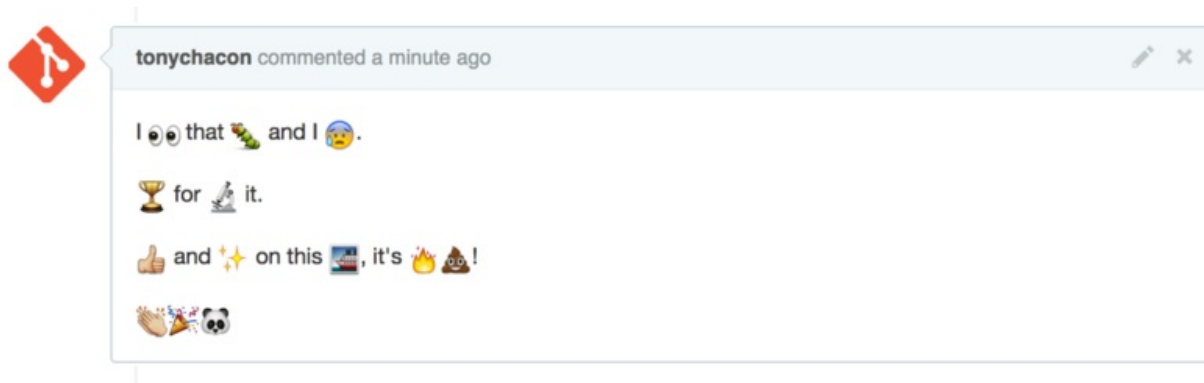 tonychacon commented a minute ago
I 👀 that 🐛 and I 😰.
🏆 for 🔬 it.
👍 and ✨ on this 🚢, it's 🔥💩!
👏🎉🐼